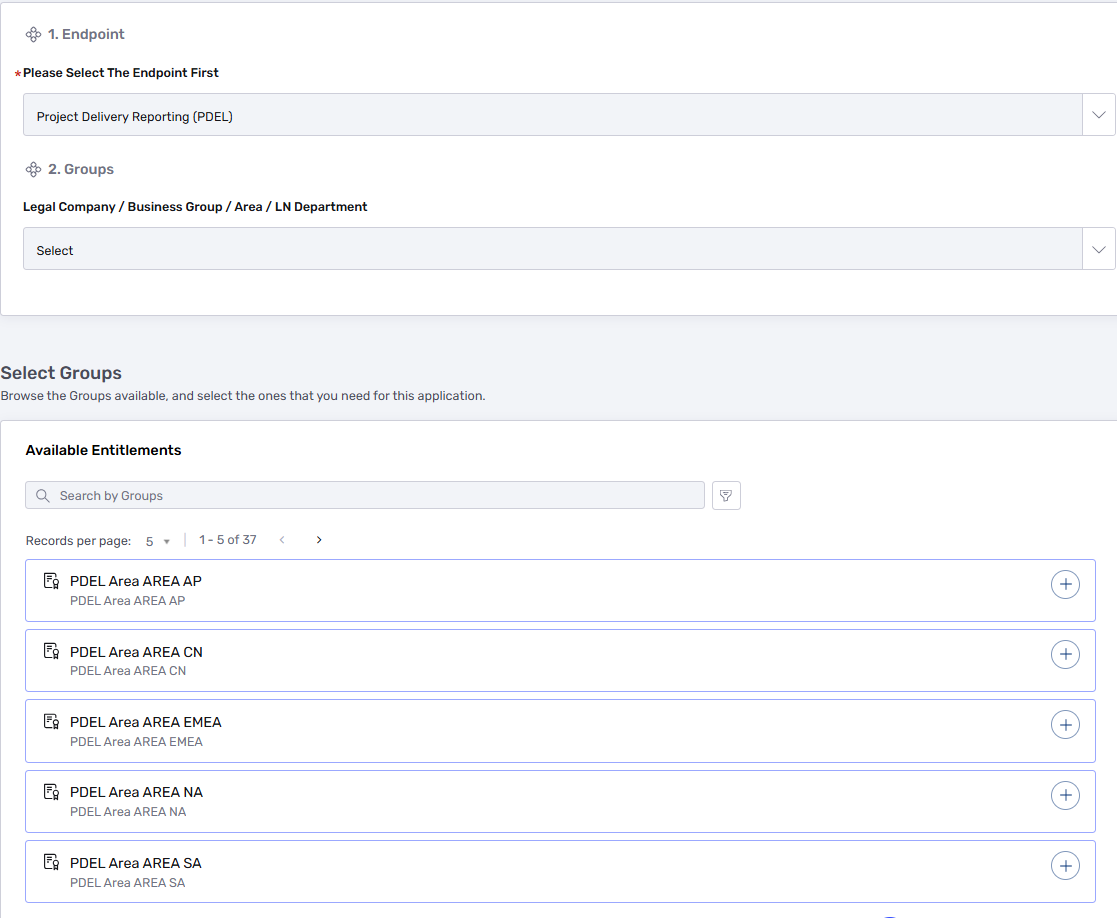 1. Endpoint
*Please Select The Endpoint First
Project Delivery Reporting (PDEL)
2. Groups
Legal Company / Business Group / Area / LN Department
Select
Select Groups
Browse the Groups available, and select the ones that you need for this application.
Available Entitlements
Search by Groups
Records per page: 5 1 - 5 of 37
PDEL Area AREA AP
PDEL Area AREA AP
PDEL Area AREA CN
PDEL Area AREA CN
PDEL Area AREA EMEA
PDEL Area AREA EMEA
PDEL Area AREA NA
PDEL Area AREA NA
PDEL Area AREA SA
PDEL Area AREA SA